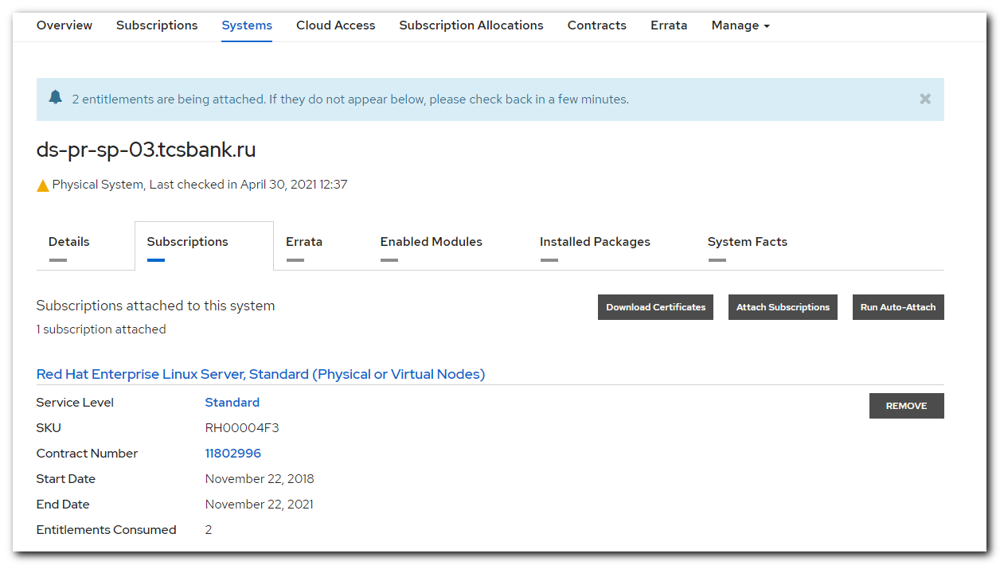 Overview Subscriptions Systems Cloud Access Subscription Allocations Contracts Errata Manage
2 entitlements are being attached. If they do not appear below, please check back in a few minutes.
ds-pr-sp-03.tcsbank.ru
Physical System, Last checked in April 30, 2021 12:37
Details Subscriptions Errata Enabled Modules Installed Packages System Facts
Subscriptions attached to this system
Download Certificates Attach Subscriptions Run Auto-Attach
1 subscription attached
Red Hat Enterprise Linux Server, Standard (Physical or Virtual Nodes)
Service Level Standard
REMOVE
SKU RH00004F3
Contract Number 11802996
Start Date November 22, 2018
End Date November 22, 2021
Entitlements Consumed 2